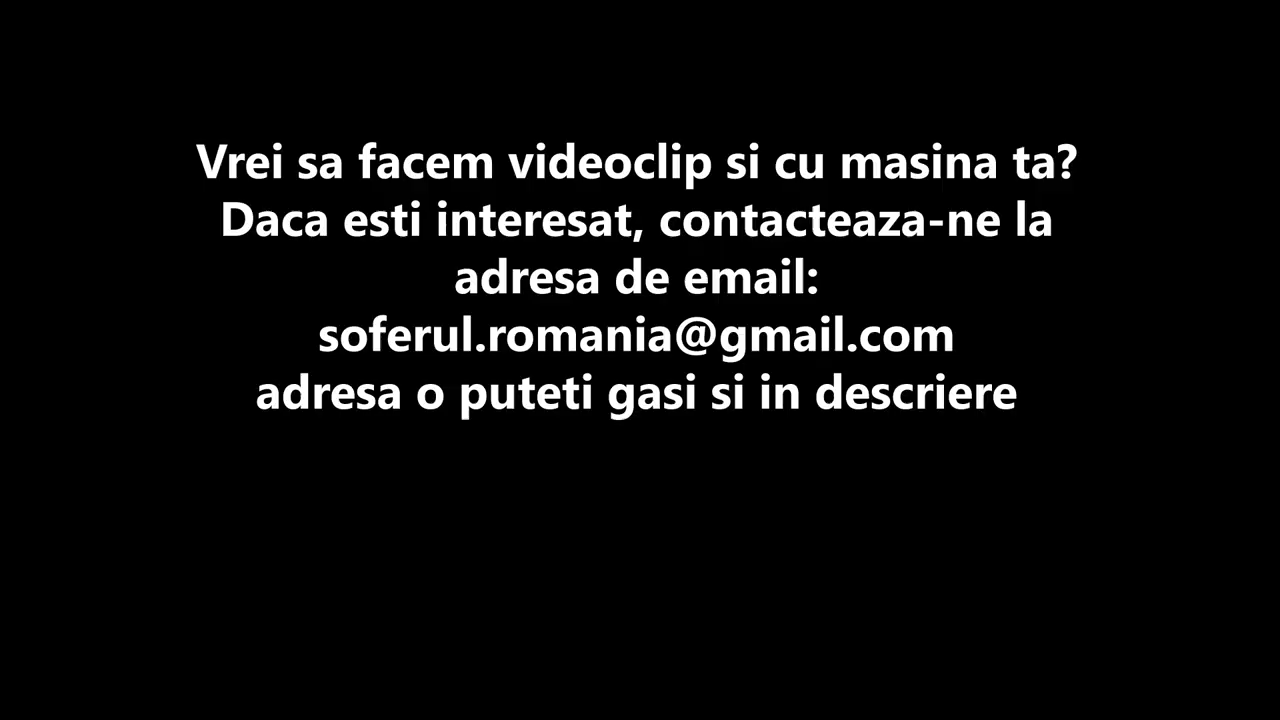 Vrei sa facem videoclip si cu masina ta?
Daca esti interesat, contacteaza-ne la
adresa de email:
soferul.romania@gmail.com
adresa o puteti gasi si in descriere